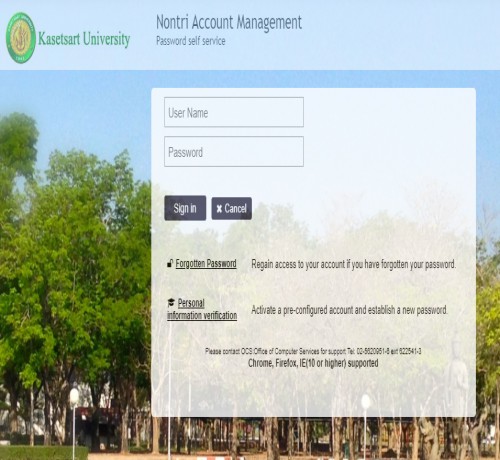 Kasetsart University
Nontri Account Management
Password self service
User Name
Password
Sign in
✖ Cancel
Forgotten Password
Regain access to your account if you have forgotten your password.
Personal
information verification
Activate a pre-configured account and establish a new password.
Please contact OCS:Office of Computer Services for support Tel: 02-5620951-6 ext 622541-3
Chrome, Firefox, IE(10 or higher) supported